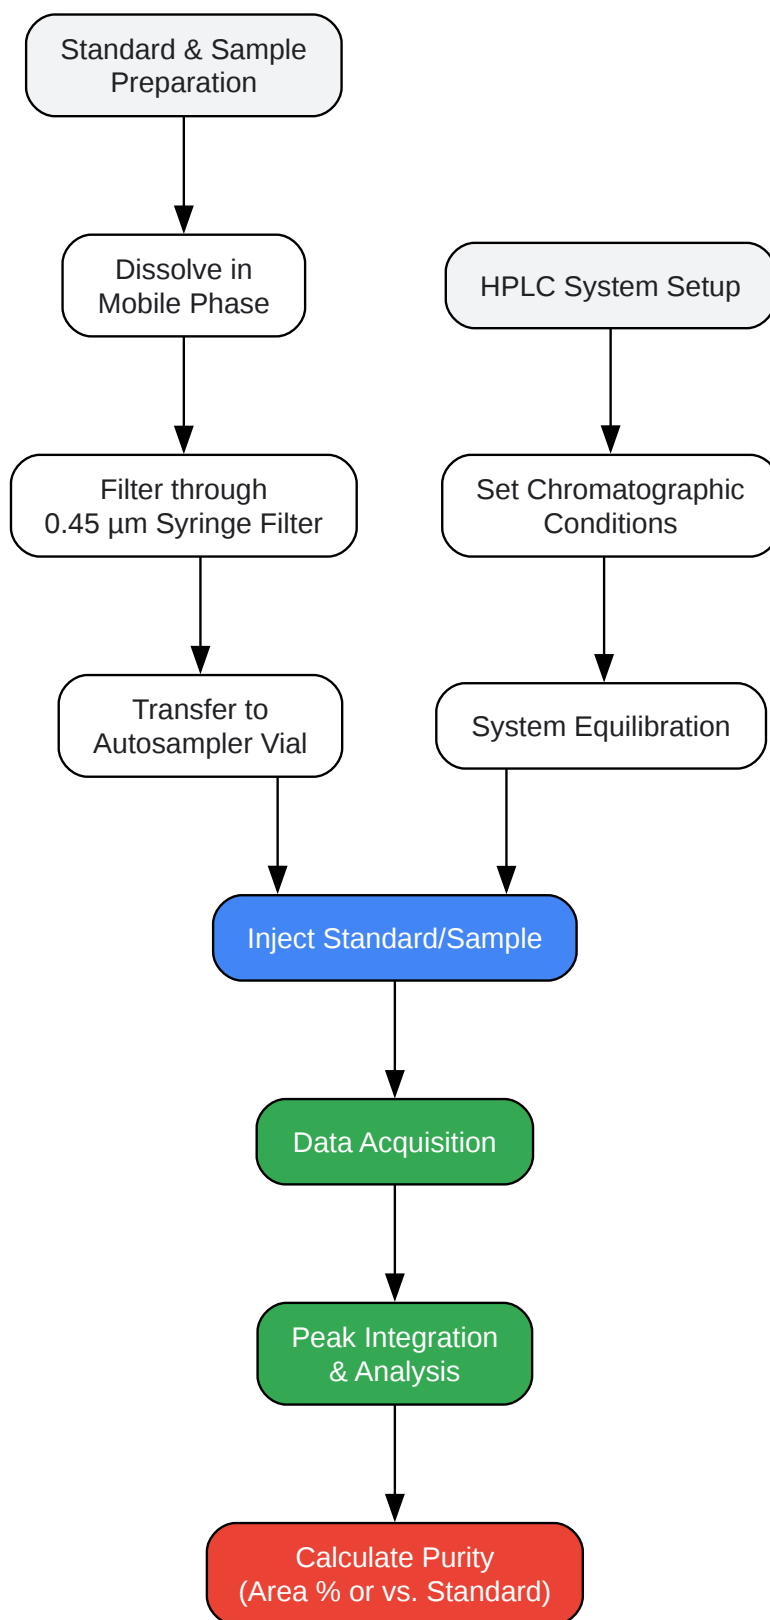 Standard & Sample
Preparation
Dissolve in
Mobile Phase
HPLC System Setup
Filter through
0.45 µm Syringe Filter
Set Chromatographic
Conditions
Transfer to
Autosampler Vial
System Equilibration
Inject Standard/Sample
Data Acquisition
Peak Integration
& Analysis
Calculate Purity
(Area % or vs. Standard)